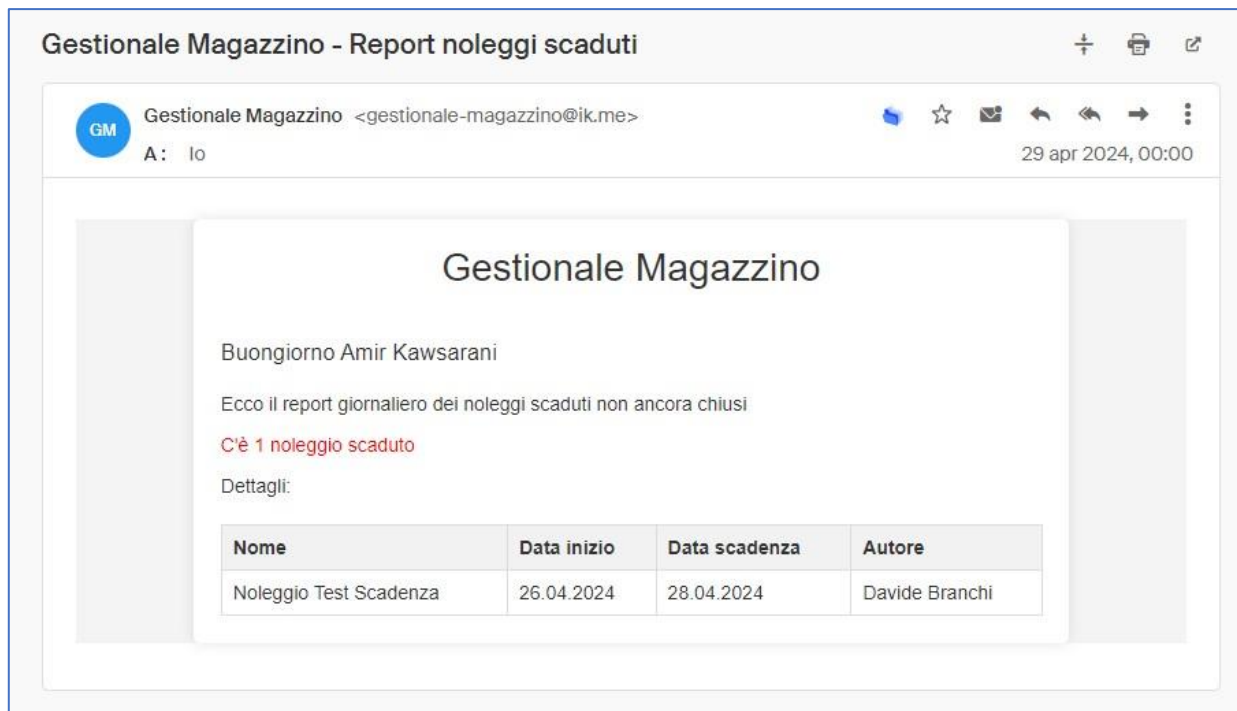 Gestionale Magazzino - Report noleggi scaduti
GM
Gestionale Magazzino <gestionale-magazzino@ik.me>
A: Io
29 apr 2024, 00:00
Gestionale Magazzino
Buongiorno Amir Kawsarani
Ecco il report giornaliero dei noleggi scaduti non ancora chiusi
C'è 1 noleggio scaduto
Dettagli:
Nome Data inizio Data scadenza Autore
Noleggio Test Scadenza 26.04.2024 28.04.2024 Davide Branchi